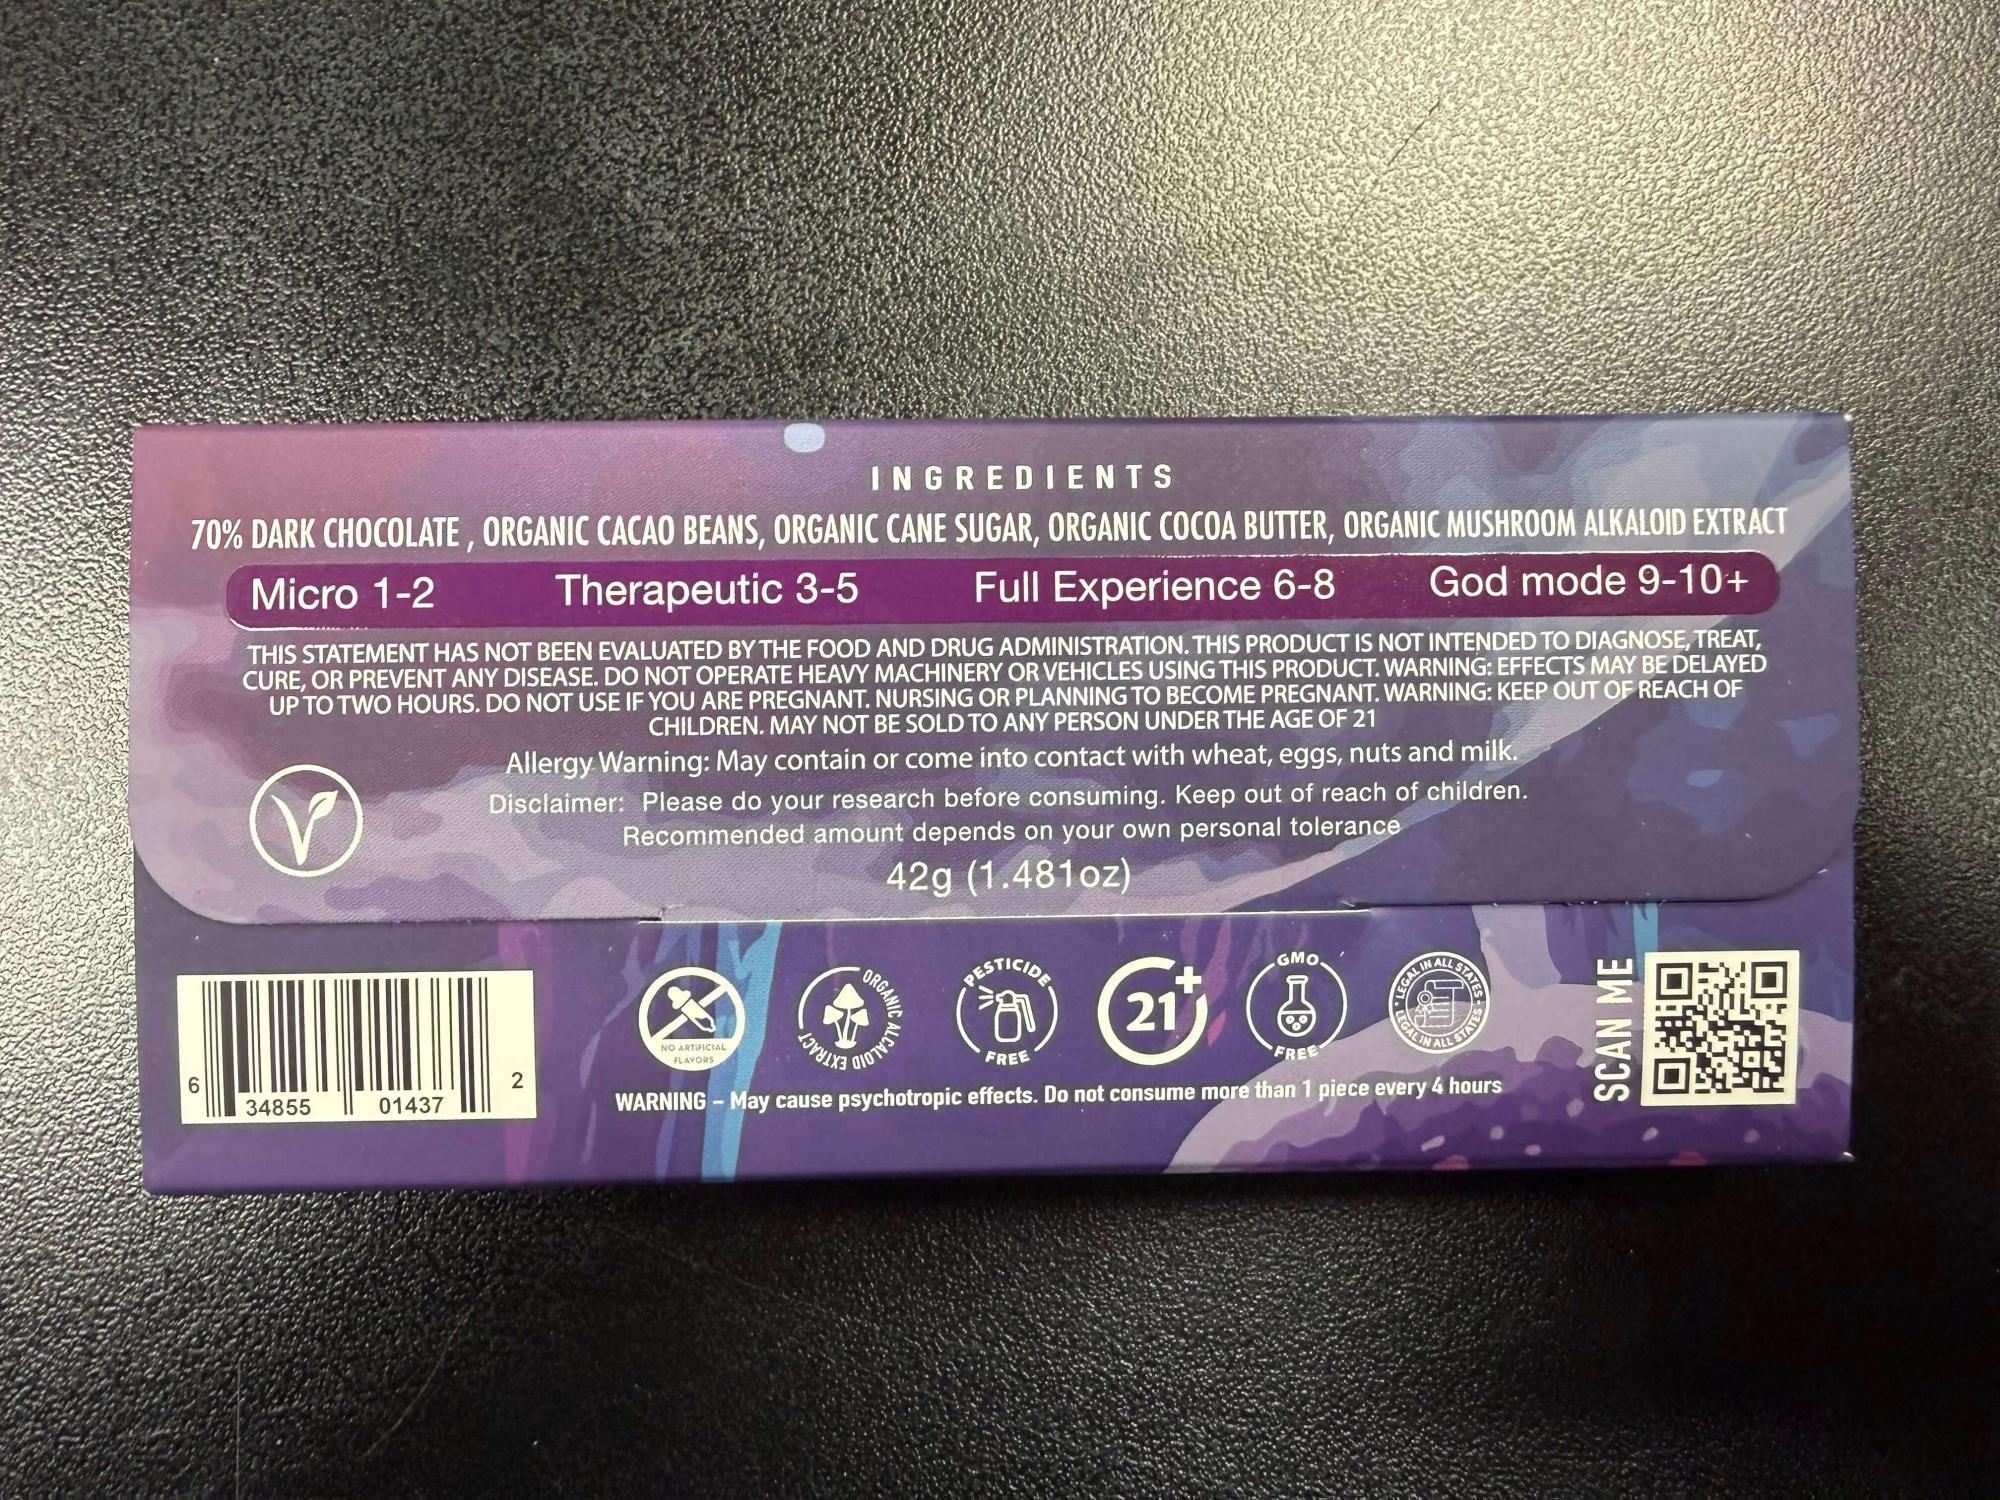 INGREDIENTS
70% DARK CHOCOLATE , ORGANIC CACAO BEANS, ORGANIC CANE SUGAR, ORGANIC COCOA BUTTER, ORGANIC MUSHROOM ALKALOID EXTRACT
Micro 1-2 Therapeutic 3-5 Full Experience 6-8 God mode 9-10+
THIS STATEMENT HAS NOT BEEN EVALUATED BY THE FOOD AND DRUG ADMINISTRATION. THIS PRODUCT IS NOT INTENDED TO DIAGNOSE, TREAT,
CURE, OR PREVENT ANY DISEASE. DO NOT OPERATE HEAVY MACHINERY OR VEHICLES USING THIS PRODUCT. WARNING: EFFECTS MAY BE DELAYED
UP TO TWO HOURS. DO NOT USE IF YOU ARE PREGNANT. NURSING OR PLANNING TO BECOME PREGNANT. WARNING: KEEP OUT OF REACH OF
CHILDREN. MAY NOT BE SOLD TO ANY PERSON UNDER THE AGE OF 21
Allergy Warning: May contain or come into contact with wheat, eggs, nuts and milk.
Disclaimer: Please do your research before consuming. Keep out of reach of children.
Recommended amount depends on your own personal tolerance
42g (1.481oz)
6 34855 01437 2
NO ARTIFICIAL
FLAVORS
ORGANIC ALCALOID EXTRACT
PESTICIDE
FREE
21+
GMO
FREE
LEGAL IN ALL STATES
LEGAL IN ALL STATES
SCAN ME
WARNING – May cause psychotropic effects. Do not consume more than 1 piece every 4 hours